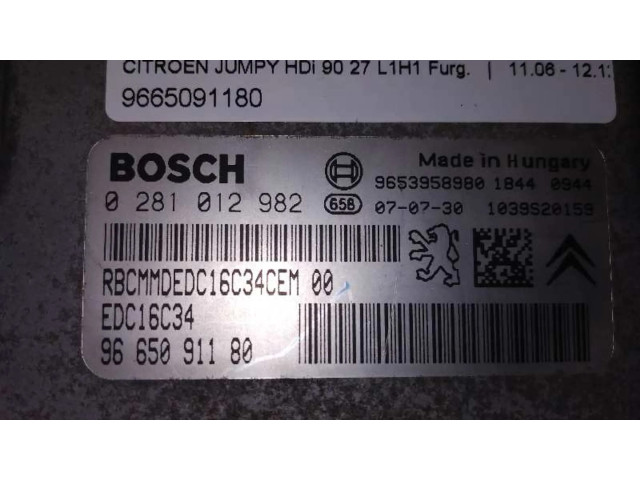 CITROEN JUMPY HDi 90 27 L1H1 Furg. | 11.06 - 12.1
9665091180
BOSCH
Made in Hungary
9653958980 1844 0944
0 281 012 982
658
07-07-30 1039S20159
RBCMMDEDC16C34CEM 00
EDC16C34
96 650 911 80